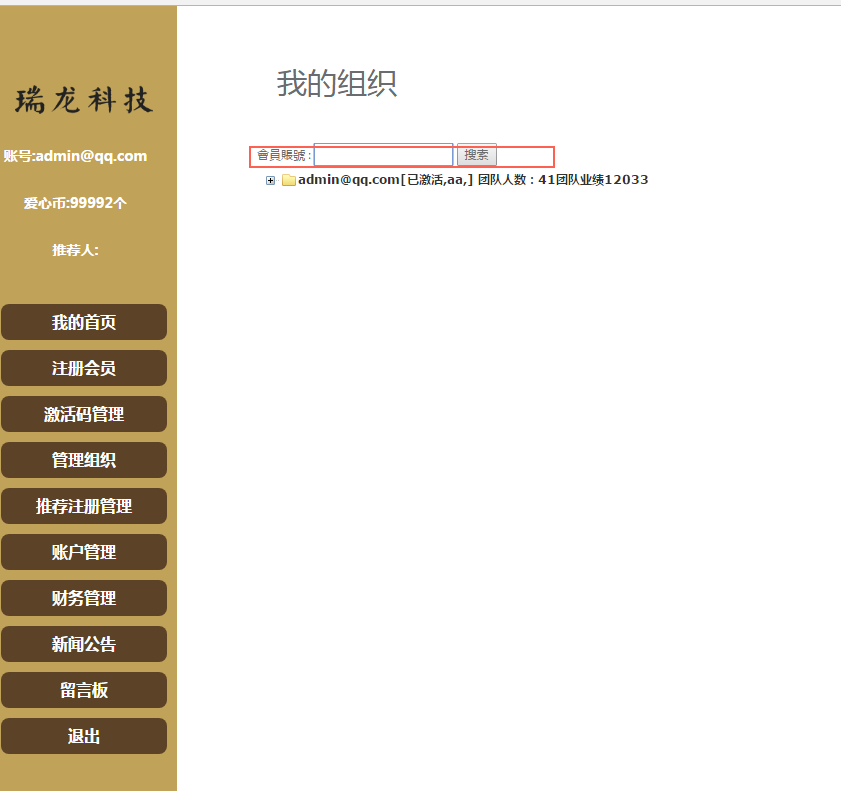 瑞龙科技
账号:admin@qq.com
爱心币:99992个
推荐人:
我的首页
注册会员
激活码管理
管理组织
推荐注册管理
账户管理
财务管理
新闻公告
留言板
退出
我的组织
會員賬號 : 搜索
admin@qq.com[已激活,aa,] 团队人数：41团队业绩12033